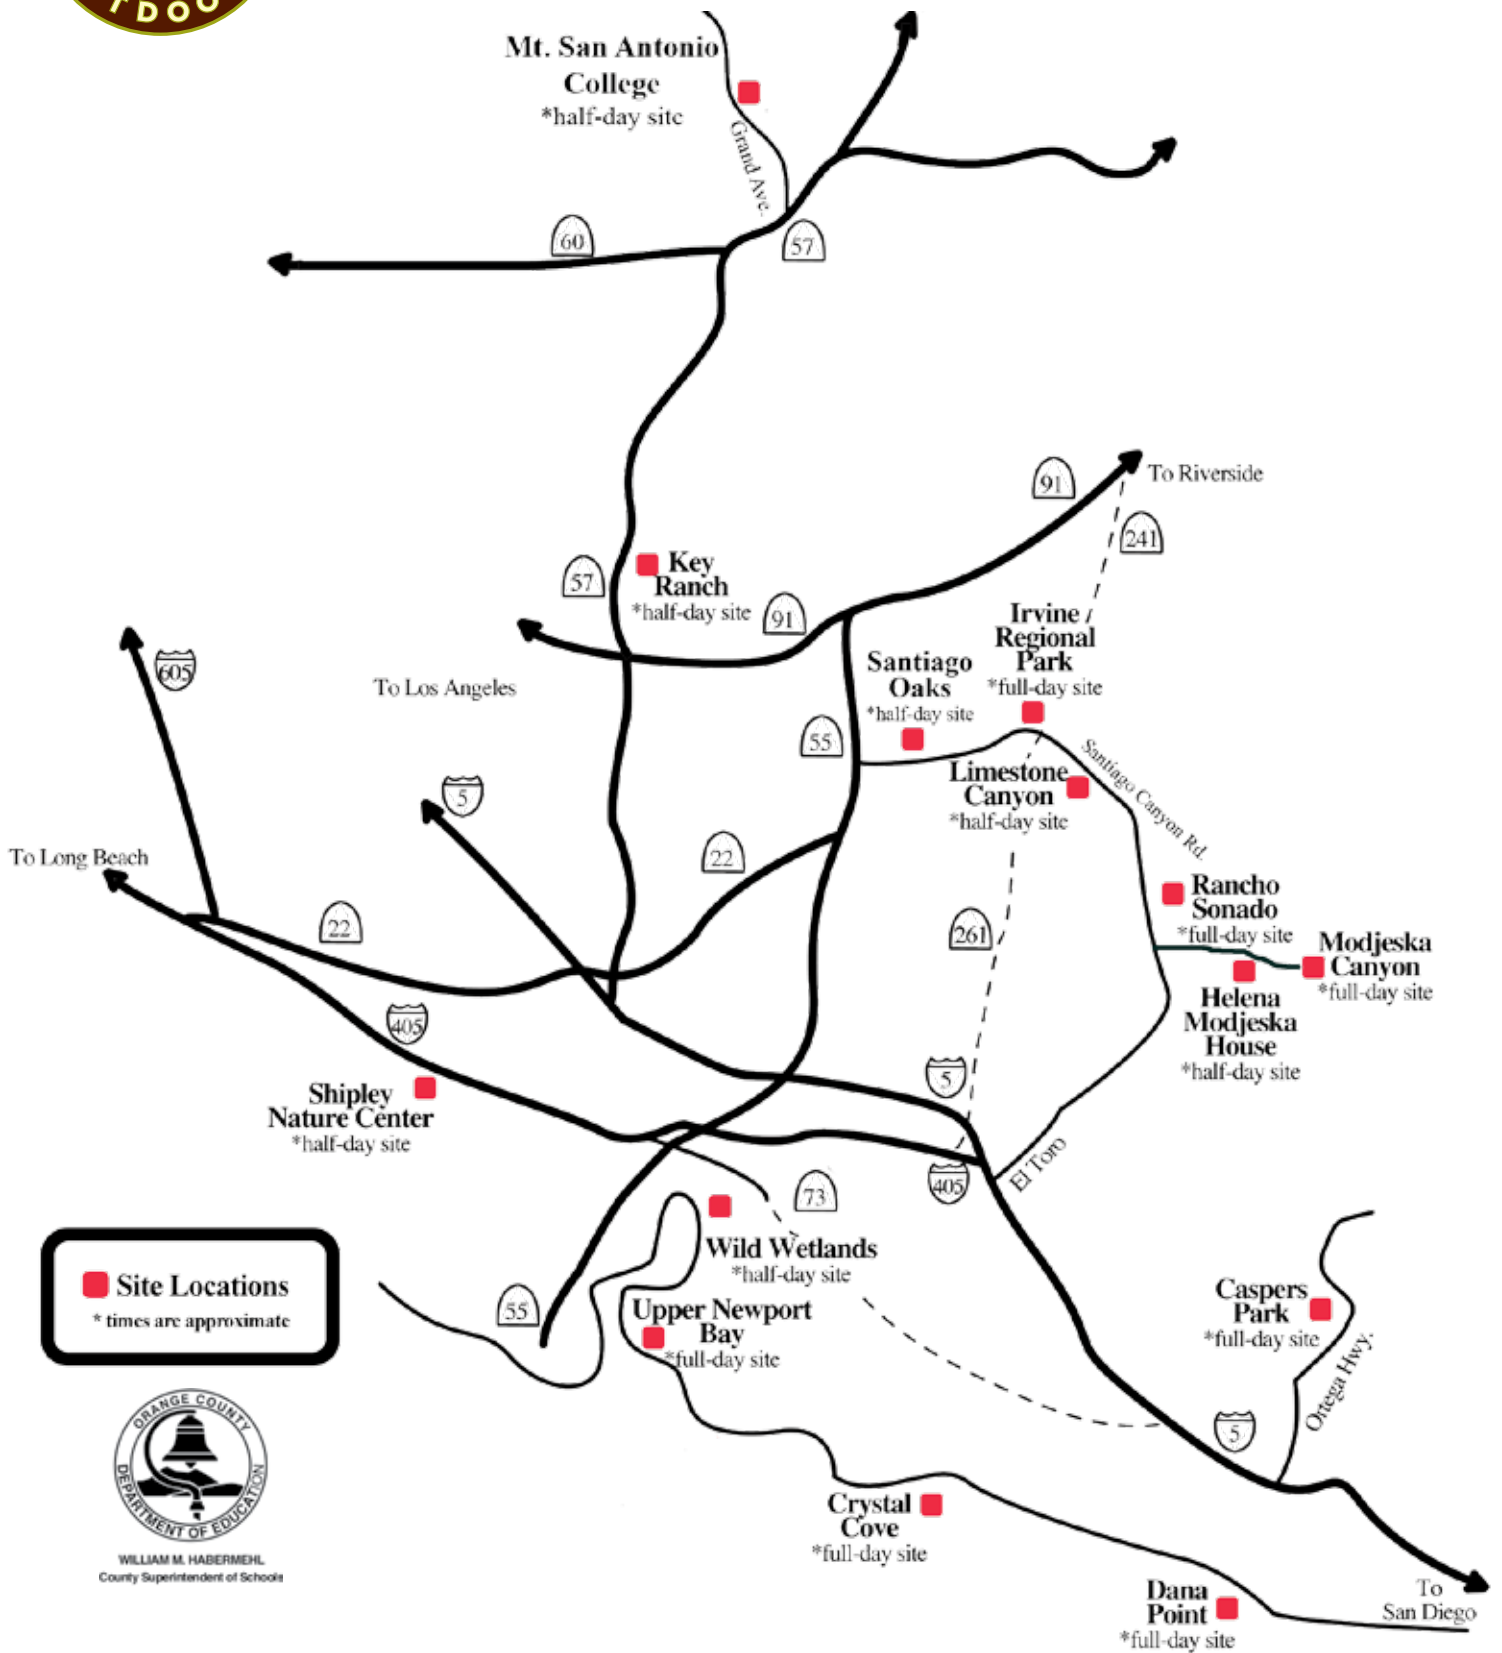 TDOO
Mt. San Antonio
College
*half-day site
Grand Ave.
60
57
91
To Riverside
241
57
Key
Ranch
*half-day site
91
Irvine
Regional
Park
*full-day site
Santiago
Oaks
*half-day site
605
To Los Angeles
55
Santiago Canyon Rd.
Limestone
Canyon
*half-day site
5
22
To Long Beach
22
Rancho
Sonado
*full-day site
261
Modjeska
Canyon
*full-day site
Helena
Modjeska
House
*half-day site
405
5
Shipley
Nature Center
*half-day site
El Toro
405
73
Wild Wetlands
*half-day site
Site Locations
* times are approximate
55
Upper Newport
Bay
*full-day site
Caspers
Park
*full-day site
Ortega Hwy.
5
ORANGE COUNTY
DEPARTMENT OF EDUCATION
WILLIAM M. HABERMEHL
County Superintendent of Schools
Crystal
Cove
*full-day site
Dana
Point
*full-day site
To
San Diego